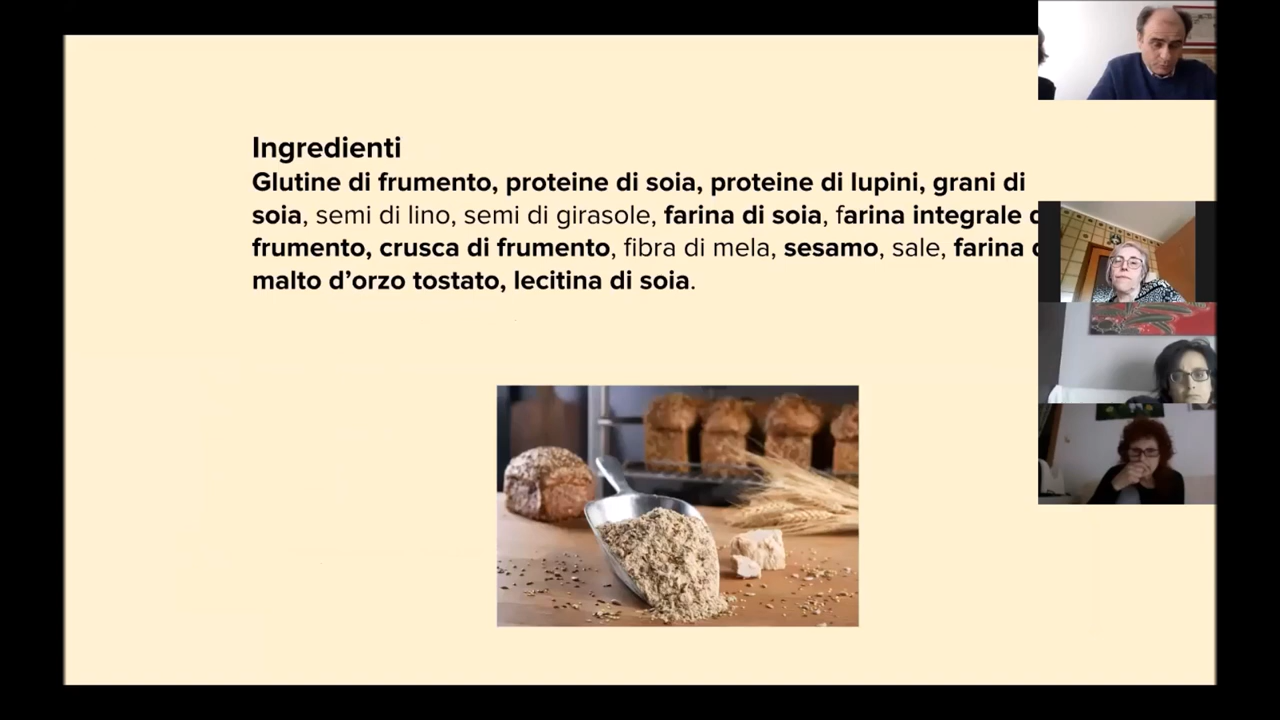 Ingredienti
Glutine di frumento, proteine di soia, proteine di lupini, grani di
soia, semi di lino, semi di girasole, farina di soia, farina integrale
frumento, crusca di frumento, fibra di mela, sesamo, sale, farina
malto d’orzo tostato, lecitina di soia.